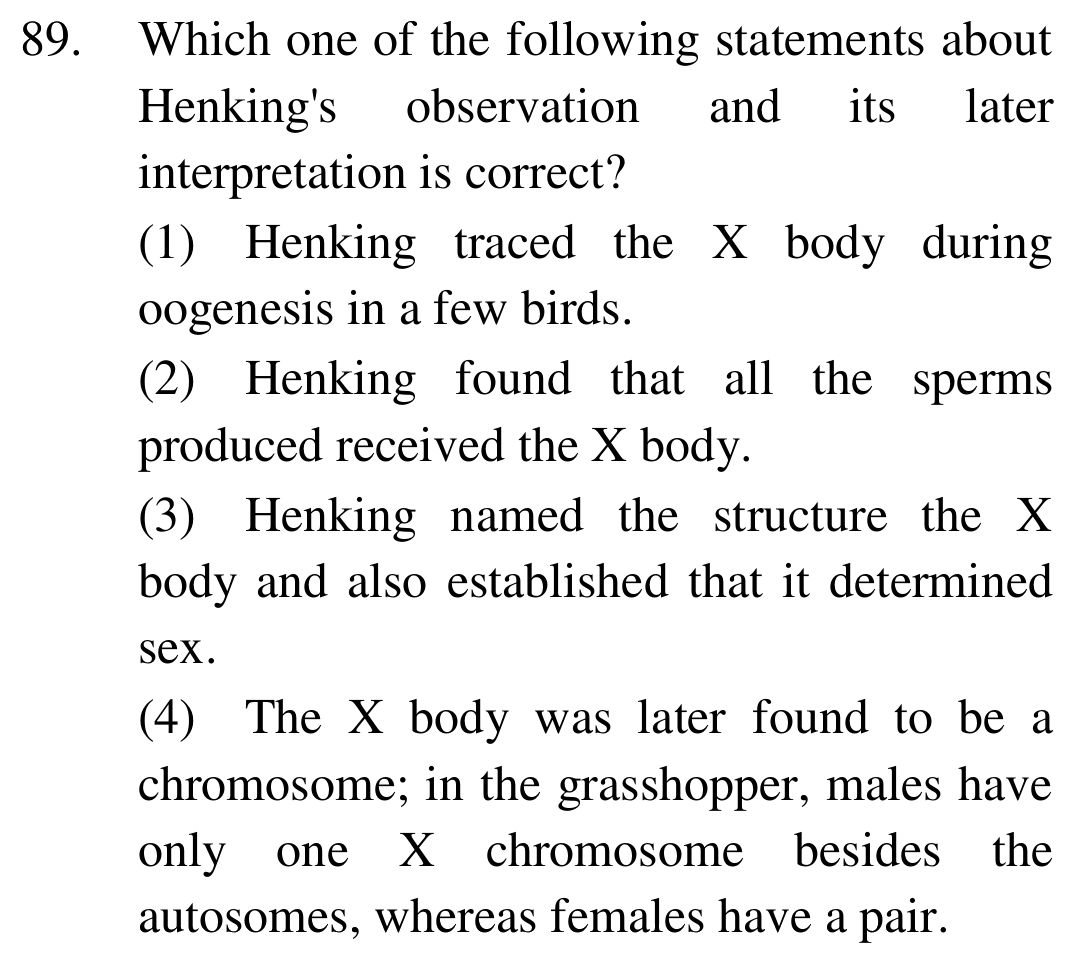 89. Which one of the following statements about
Henking's observation and its later
interpretation is correct?
(1) Henking traced the X body during
oogenesis in a few birds.
(2) Henking found that all the sperms
produced received the X body.
(3) Henking named the structure the X
body and also established that it determined
sex.
(4) The X body was later found to be a
chromosome; in the grasshopper, males have
only one X chromosome besides the
autosomes, whereas females have a pair.